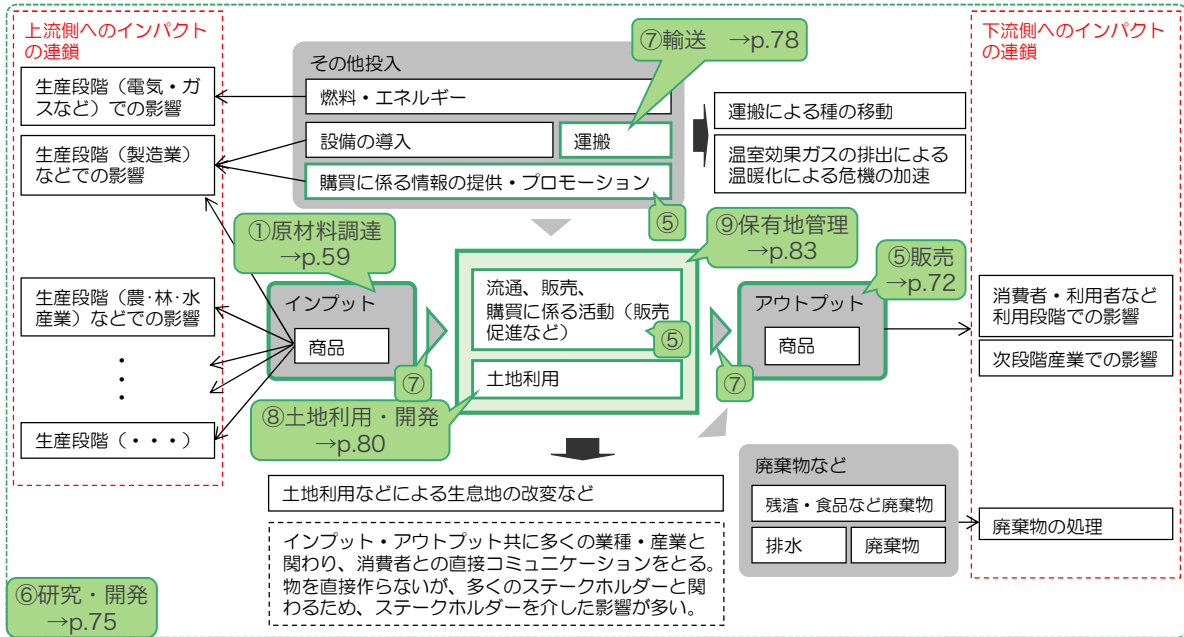 上流側へのインパクト
の連鎖
生産段階（電気・ガ
スなど）での影響
生産段階（製造業）
などでの影響
生産段階（農・林・水
産業）などでの影響
・
・
・
生産段階（・・・）
その他投入
燃料・エネルギー
設備の導入
運搬
購買に係る情報の提供・プロモーション
⑤
⑦輸送　→p.78
運搬による種の移動
温室効果ガスの排出による
温暖化による危機の加速
下流側へのインパクト
の連鎖
①原材料調達
→p.59
インプット
商品
⑦
⑨保有地管理
→p.83
流通、販売、
購買に係る活動（販売
促進など）
⑤
土地利用
⑧土地利用・開発
→p.80
⑦
⑤販売
→p.72
アウトプット
商品
消費者・利用者など
利用段階での影響
次段階産業での影響
土地利用などによる生息地の改変など
インプット・アウトプット共に多くの業種・産業と
関わり、消費者との直接コミュニケーションをとる。
物を直接作らないが、多くのステークホルダーと関
わるため、ステークホルダーを介した影響が多い。
廃棄物など
残渣・食品など廃棄物
排水
廃棄物
廃棄物の処理
⑥研究・開発
→p.75